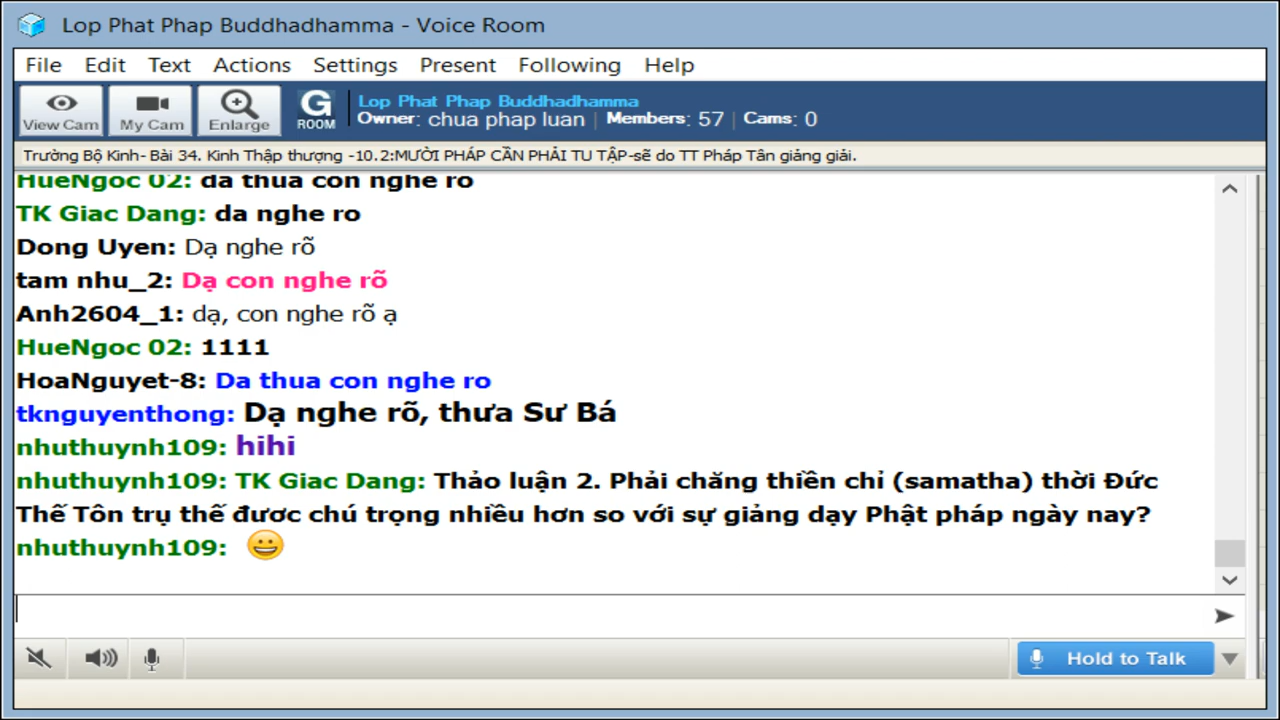 Lop Phat Phap Buddhadhamma - Voice Room
File Edit Text Actions Settings Present Following Help
View Cam My Cam Enlarge G ROOM
Lop Phat Phap Buddhadhamma
Owner: chua phap luan | Members: 57 | Cams: 0
Trường Bộ Kinh- Bài 34. Kinh Thập thượng -10.2:MƯỜI PHÁP CẦN PHẢI TU TẬP-sẽ do TT Pháp Tân giảng giải.
HueNgoc 02: da thua con nghe ro
TK Giac Dang: da nghe ro
Dong Uyen: Dạ nghe rõ
tam nhu_2: Dạ con nghe rõ
Anh2604_1: dạ, con nghe rõ ạ
HueNgoc 02: 1111
HoaNguyet-8: Da thua con nghe ro
tknguyenthong: Dạ nghe rõ, thưa Sư Bá
nhuthuynh109: hihi
nhuthuynh109: TK Giac Dang: Thảo luận 2. Phải chăng thiền chỉ (samatha) thời Đức
Thế Tôn trụ thế đươc chú trọng nhiều hơn so với sự giảng dạy Phật pháp ngày nay?
nhuthuynh109: 😀
Hold to Talk